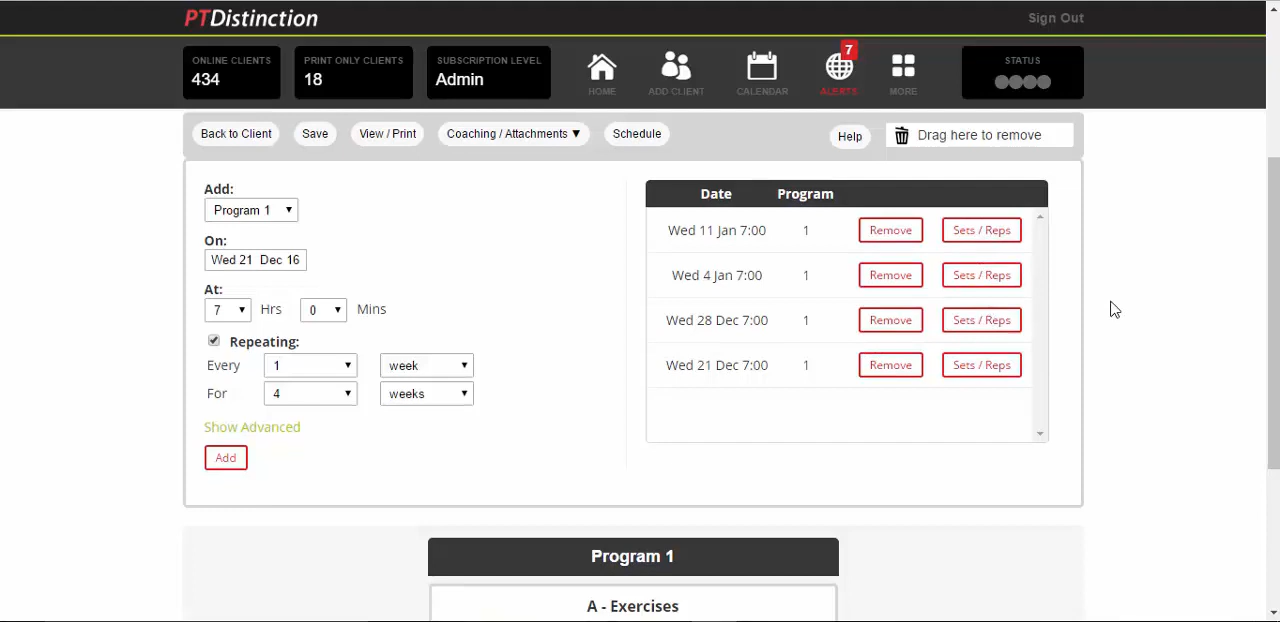 PTDistinction
Sign Out
ONLINE CLIENTS
434
PRINT ONLY CLIENTS
18
SUBSCRIPTION LEVEL
Admin
HOME
ADD CLIENT
CALENDAR
7
ALERTS
MORE
STATUS
Back to Client
Save
View / Print
Coaching / Attachments ▼
Schedule
Help
Drag here to remove
Add:
Program 1
On:
Wed 21 Dec 16
At:
7 Hrs 0 Mins
Repeating:
Every 1 week
For 4 weeks
Show Advanced
Add
Date Program
Wed 11 Jan 7:00 1 Remove Sets / Reps
Wed 4 Jan 7:00 1 Remove Sets / Reps
Wed 28 Dec 7:00 1 Remove Sets / Reps
Wed 21 Dec 7:00 1 Remove Sets / Reps
Program 1
A - Exercises